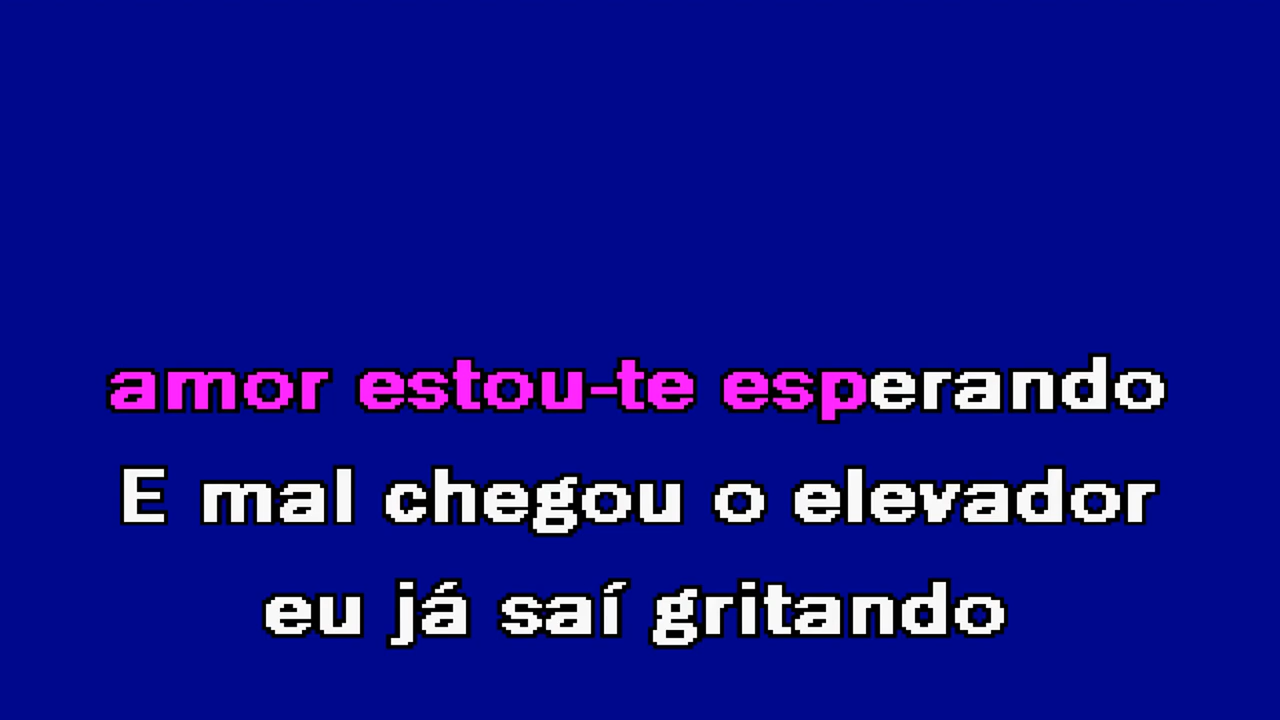 amor estou-te esperando
E mal chegou o elevador
eu já saí gritando